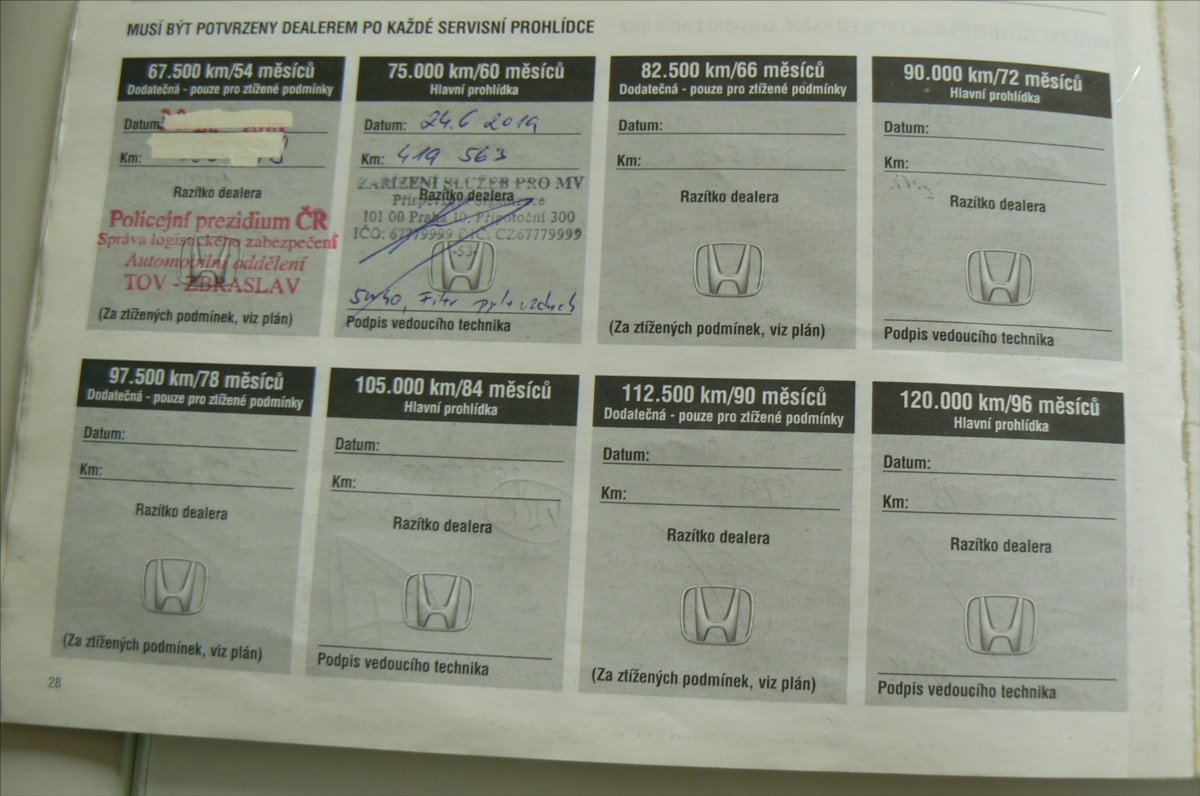 MUSÍ BÝT POTVRZENY DEALEREM PO KAŽDÉ SERVISNÍ PROHLÍDCE
67.500 km/54 měsíců
Dodatečná - pouze pro ztížené podmínky
Datum:
Km:
Razítko dealera
Policejní prezidium ČR
Správa logistického zabezpečení
Automobilní oddělení
TOV - ZBRASLAV
(Za ztížených podmínek, viz plán)
75.000 km/60 měsíců
Hlavní prohlídka
Datum: 24.6 2019
Km: 419 563
ZAŘÍZENÍ SLUŽEB PRO MV
Razítko dealera
101 00 Praha 10, Přípotoční 300
IČO: 67779999 DIČ: CZ67779999
-53-
5W40, Filtr pyl + vzduch
Podpis vedoucího technika
82.500 km/66 měsíců
Dodatečná - pouze pro ztížené podmínky
Datum:
Km:
Razítko dealera
(Za ztížených podmínek, viz plán)
90.000 km/72 měsíců
Hlavní prohlídka
Datum:
Km:
Razítko dealera
Podpis vedoucího technika
97.500 km/78 měsíců
Dodatečná - pouze pro ztížené podmínky
Datum:
Km:
Razítko dealera
(Za ztížených podmínek, viz plán)
105.000 km/84 měsíců
Hlavní prohlídka
Datum:
Km:
Razítko dealera
Podpis vedoucího technika
112.500 km/90 měsíců
Dodatečná - pouze pro ztížené podmínky
Datum:
Km:
Razítko dealera
(Za ztížených podmínek, viz plán)
120.000 km/96 měsíců
Hlavní prohlídka
Datum:
Km:
Razítko dealera
Podpis vedoucího technika
28